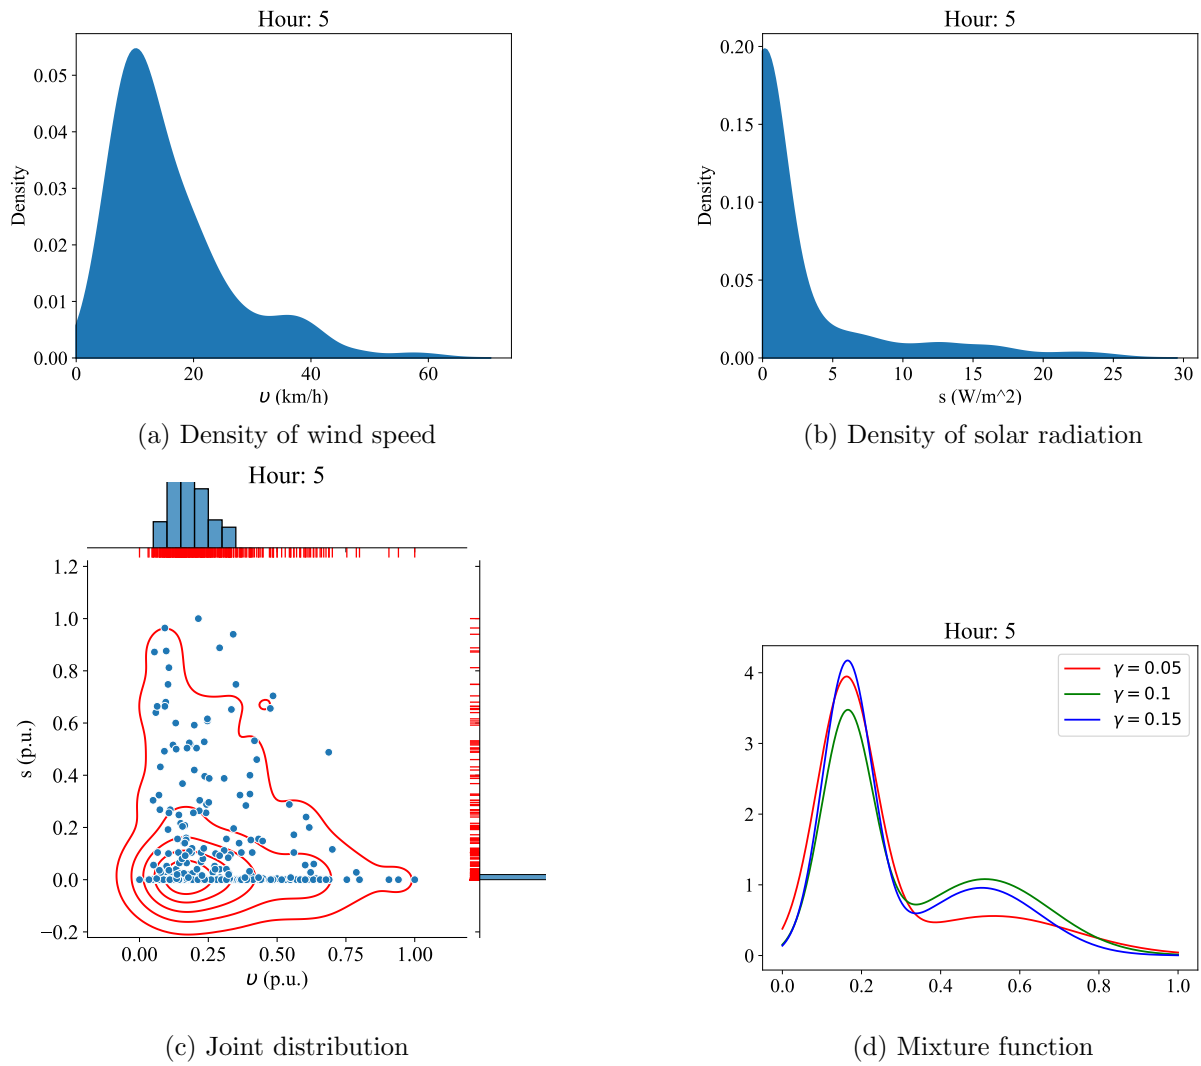 Hour: 5
Density
0.05
0.04
0.03
0.02
0.01
0.00
0 20 40 60
υ (km/h)
(a) Density of wind speed
Hour: 5
Density
0.20
0.15
0.10
0.05
0.00
0 5 10 15 20 25 30
s (W/m^2)
(b) Density of solar radiation
Hour: 5
s (p.u.)
1.2
1.0
0.8
0.6
0.4
0.2
0.0
−0.2
0.00 0.25 0.50 0.75 1.00
υ (p.u.)
(c) Joint distribution
Hour: 5
γ = 0.05
γ = 0.1
γ = 0.15
4
3
2
1
0
0.0 0.2 0.4 0.6 0.8 1.0
(d) Mixture function